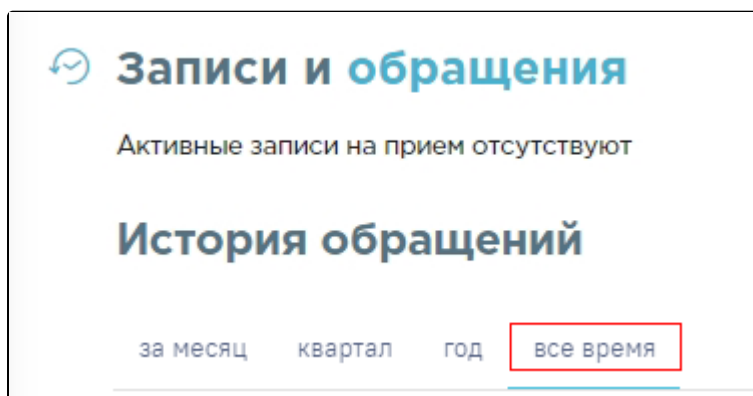 Записи и обращения
Активные записи на прием отсутствуют
История обращений
за месяц квартал год все время